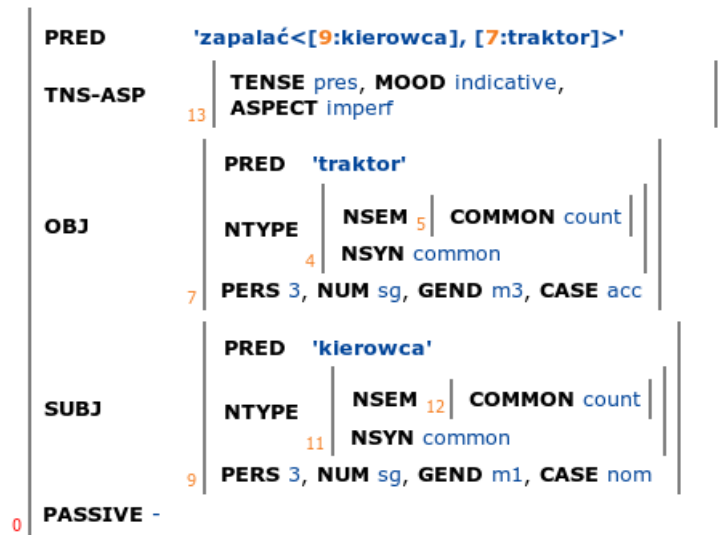 PRED 'zapalać<[9:kierowca], [7:traktor]>'
TNS-ASP
TENSE pres, MOOD indicative,
ASPECT imperf
13
PRED 'traktor'
OBJ
NTYPE
NSEM 5 COMMON count
NSYN common
4
PERS 3, NUM sg, GEND m3, CASE acc
7
PRED 'kierowca'
SUBJ
NTYPE
NSEM 12 COMMON count
NSYN common
11
PERS 3, NUM sg, GEND m1, CASE nom
9
PASSIVE -
0